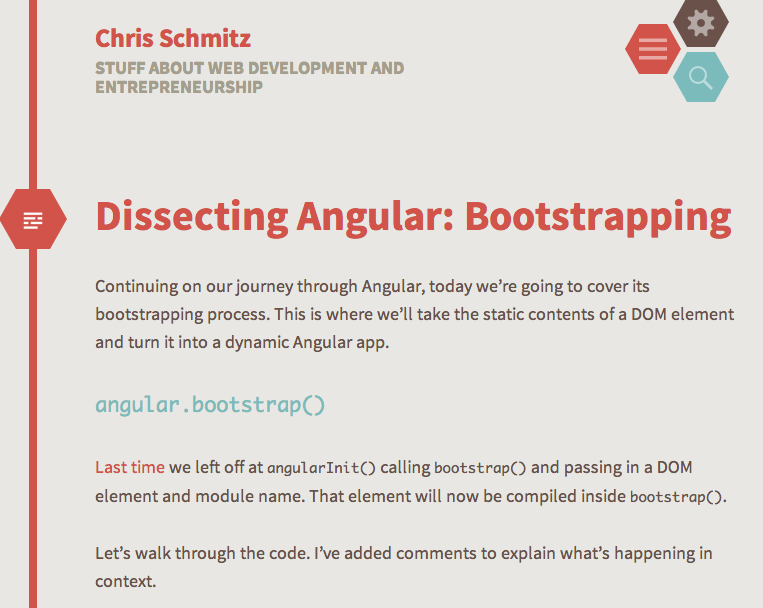 Chris Schmitz
STUFF ABOUT WEB DEVELOPMENT AND
ENTREPRENEURSHIP
Dissecting Angular: Bootstrapping
Continuing on our journey through Angular, today we’re going to cover its
bootstrapping process. This is where we’ll take the static contents of a DOM element
and turn it into a dynamic Angular app.
angular.bootstrap()
Last time we left off at angularInit() calling bootstrap() and passing in a DOM
element and module name. That element will now be compiled inside bootstrap().
Let’s walk through the code. I’ve added comments to explain what’s happening in
context.